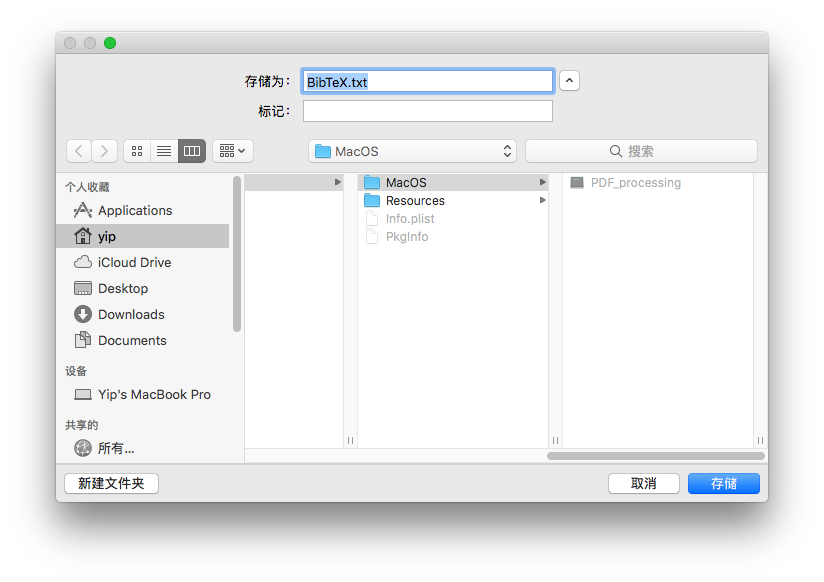 存储为：
BibTeX.txt
标记：
MacOS
搜索
个人收藏
Applications
yip
iCloud Drive
Desktop
Downloads
Documents
设备
Yip's MacBook Pro
共享的
所有...
MacOS
Resources
Info.plist
PkgInfo
PDF_processing
新建文件夹
取消
存储